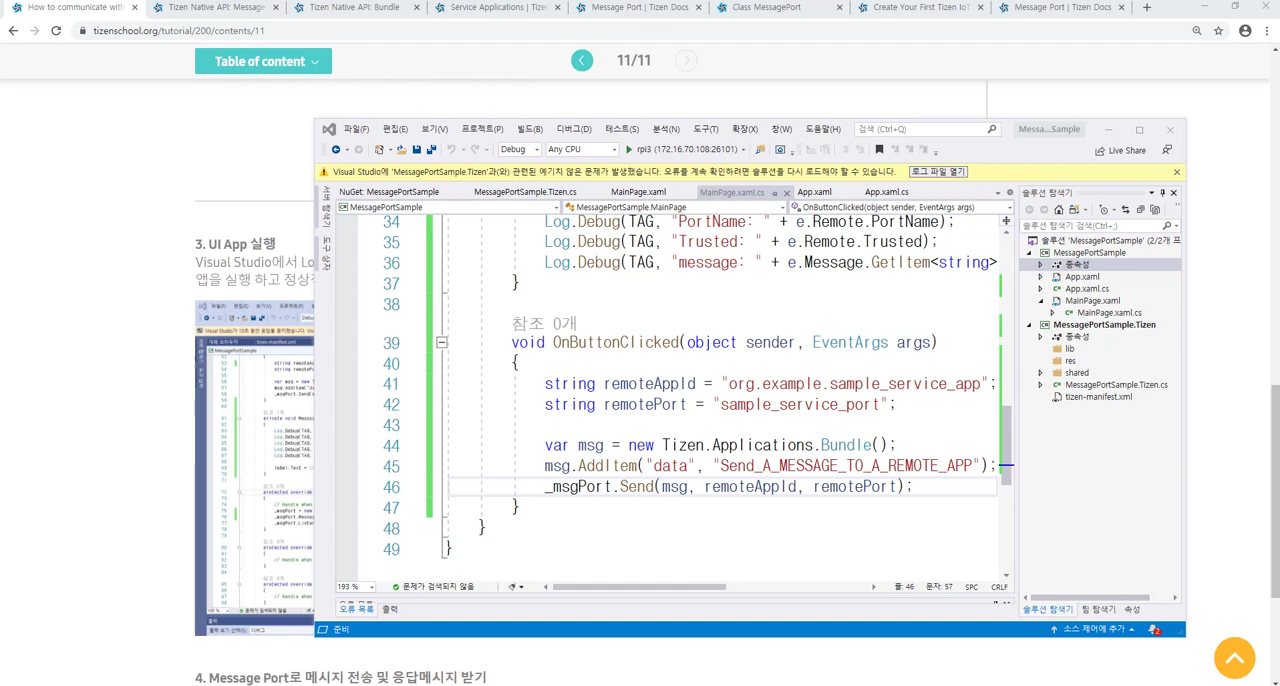 How to communicate with
Tizen Native API: Message
Tizen Native API: Bundle
Service Applications | Tizen
Message Port | Tizen Docs
Class MessagePort
Create Your First Tizen IoT
Message Port | Tizen Docs
tizenschool.org/tutorial/200/contents/11
Table of content
11/11
파일(F) 편집(E) 보기(V) 프로젝트(P) 빌드(B) 디버그(D) 테스트(S) 분석(N) 도구(T) 확장(X) 창(W) 도움말(H) 검색 (Ctrl+Q) Messa...Sample
Debug Any CPU rpi3 (172.16.70.108:26101) Live Share
Visual Studio에 'MessagePortSample.Tizen'과(와) 관련된 예기치 않은 문제가 발생했습니다. 오류를 계속 확인하려면 솔루션을 다시 로드해야 할 수 있습니다. 로그 파일 열기
NuGet: MessagePortSample MessagePortSample.Tizen.cs MainPage.xaml MainPage.xaml.cs App.xaml App.xaml.cs
MessagePortSample MessagePortSample.MainPage OnButtonClicked(object sender, EventArgs args)
서버 탐색기
도구 상자
34 Log.Debug(TAG, "PortName: " + e.Remote.PortName);
35 Log.Debug(TAG, "Trusted: " + e.Remote.Trusted);
36 Log.Debug(TAG, "message: " + e.Message.GetItem<string>
37 }
38
참조 0개
39 void OnButtonClicked(object sender, EventArgs args)
40 {
41 string remoteAppId = "org.example.sample_service_app";
42 string remotePort = "sample_service_port";
43
44 var msg = new Tizen.Applications.Bundle();
45 msg.AddItem("data", "Send_A_MESSAGE_TO_A_REMOTE_APP");
46 _msgPort.Send(msg, remoteAppId, remotePort);
47 }
48 }
49 }
193 % 문제가 검색되지 않음 줄: 46 문자: 57 SPC CRLF
오류 목록 출력
준비
솔루션 탐색기
솔루션 탐색기 검색(Ctrl+;)
솔루션 'MessagePortSample' (2/2개 프
MessagePortSample
종속성
App.xaml
App.xaml.cs
MainPage.xaml
MainPage.xaml.cs
MessagePortSample.Tizen
종속성
lib
res
shared
MessagePortSample.Tizen.cs
tizen-manifest.xml
솔루션 탐색기 팀 탐색기 속성
소스 제어에 추가 2
3. UI App 실행
Visual Studio에서 Lo
앱을 실행 하고 정상
4. Message Port로 메시지 전송 및 응답메시지 받기